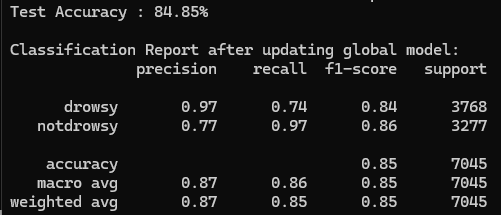 Test Accuracy : 84.85%
Classification Report after updating global model:
precision recall f1-score support
drowsy 0.97 0.74 0.84 3768
notdrowsy 0.77 0.97 0.86 3277
accuracy 0.85 7045
macro avg 0.87 0.86 0.85 7045
weighted avg 0.87 0.85 0.85 7045